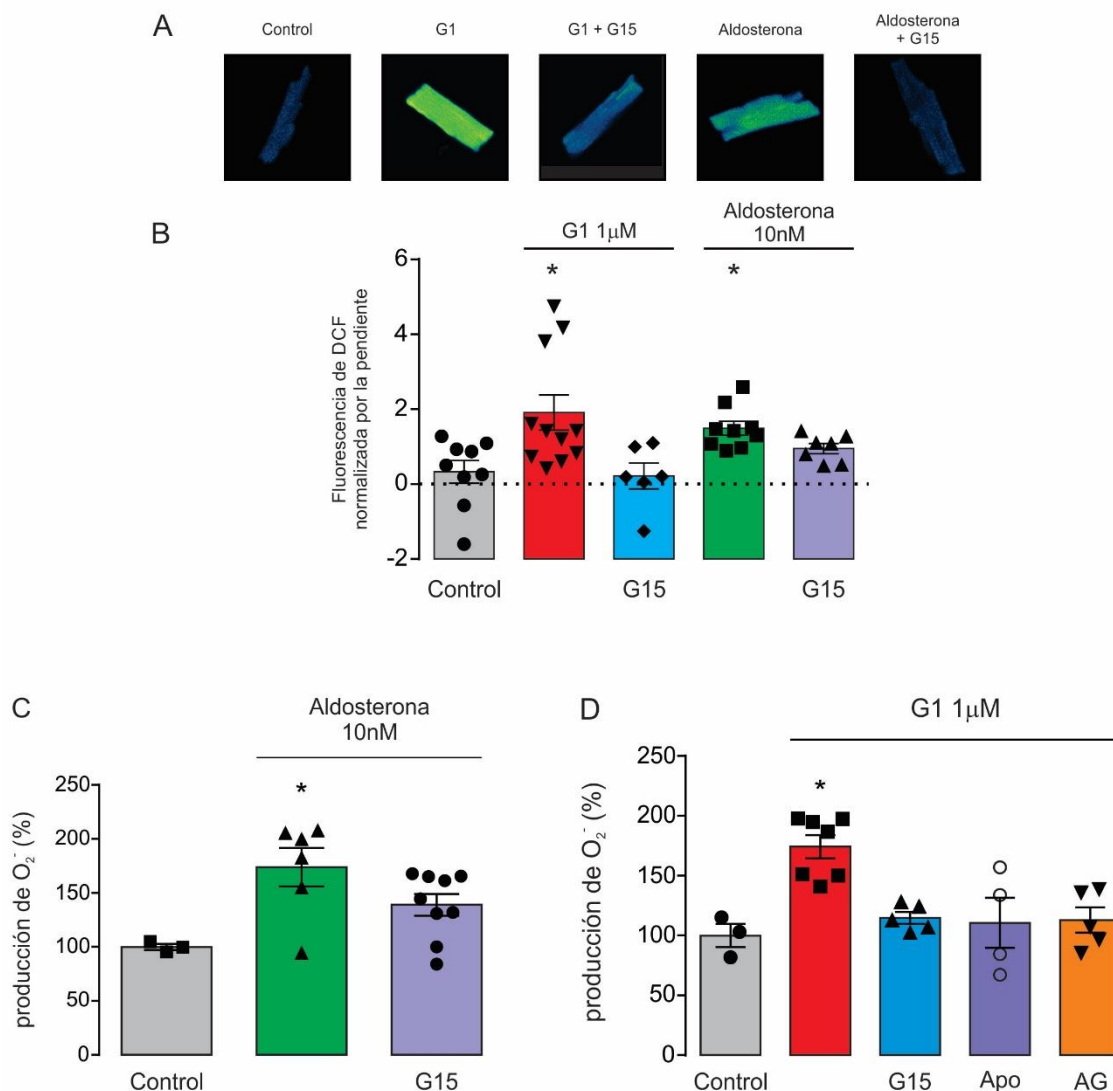 A
Control
G1
G1 + G15
Aldosterona
Aldosterona
+ G15
B
G1 1μM
Aldosterona
10nM
Fluorescencia de DCF
normalizada por la pendiente
6
*
*
4
2
0
-2
Control
G15
G15
C
Aldosterona
10nM
producción de O₂⁻ (%)
250
*
200
150
100
50
0
Control
G15
D
G1 1μM
producción de O₂⁻ (%)
250
*
200
150
100
50
0
Control
G15
Apo
AG